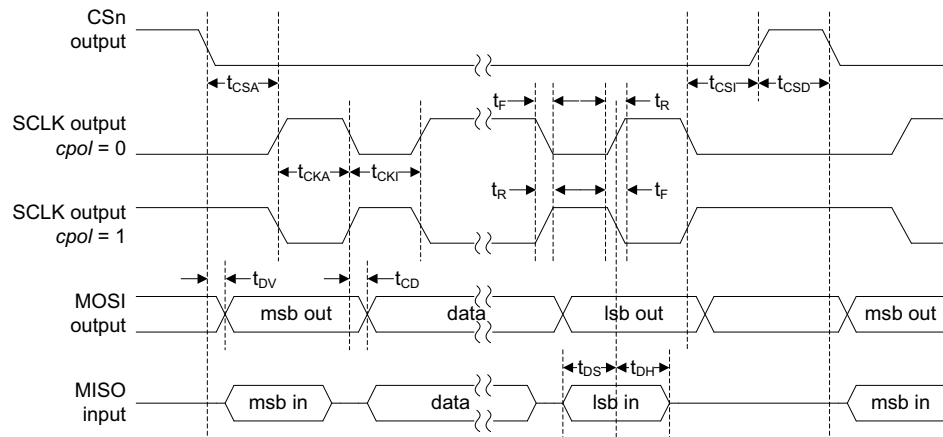 CSn
output
tCSA
tCSI
tCSD
tF
tR
SCLK output
cpol = 0
tCKA
tCKI
tR
tF
SCLK output
cpol = 1
tDV
tCD
MOSI
output
msb out
data
lsb out
msb out
tDS
tDH
MISO
input
msb in
data
lsb in
msb in